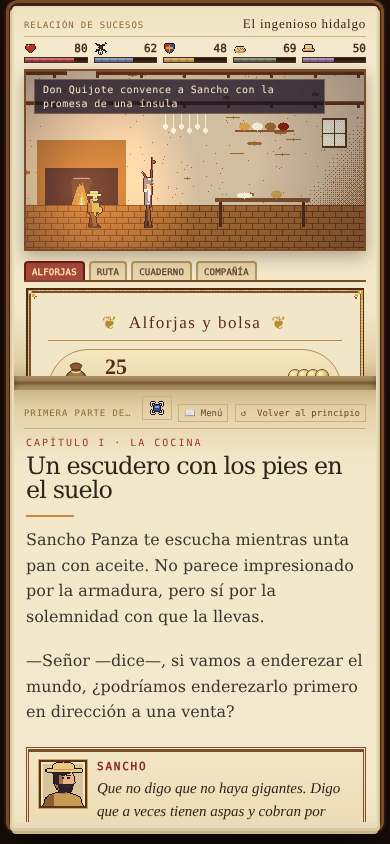 RELACIÓN DE SUCESOS
El ingenioso hidalgo
80
62
48
69
50
Don Quijote convence a Sancho con la
promesa de una ínsula
ALFORJAS
RUTA
CUADERNO
COMPAÑÍA
Alforjas y bolsa
25
PRIMERA PARTE DE…
Menú
↺ Volver al principio
CAPÍTULO I · LA COCINA
Un escudero con los pies en
el suelo
Sancho Panza te escucha mientras unta
pan con aceite. No parece impresionado
por la armadura, pero sí por la
solemnidad con que la llevas.
—Señor —dice—, si vamos a enderezar el
mundo, ¿podríamos enderezarlo primero
en dirección a una venta?
SANCHO
Que no digo que no haya gigantes. Digo
que a veces tienen aspas y cobran por